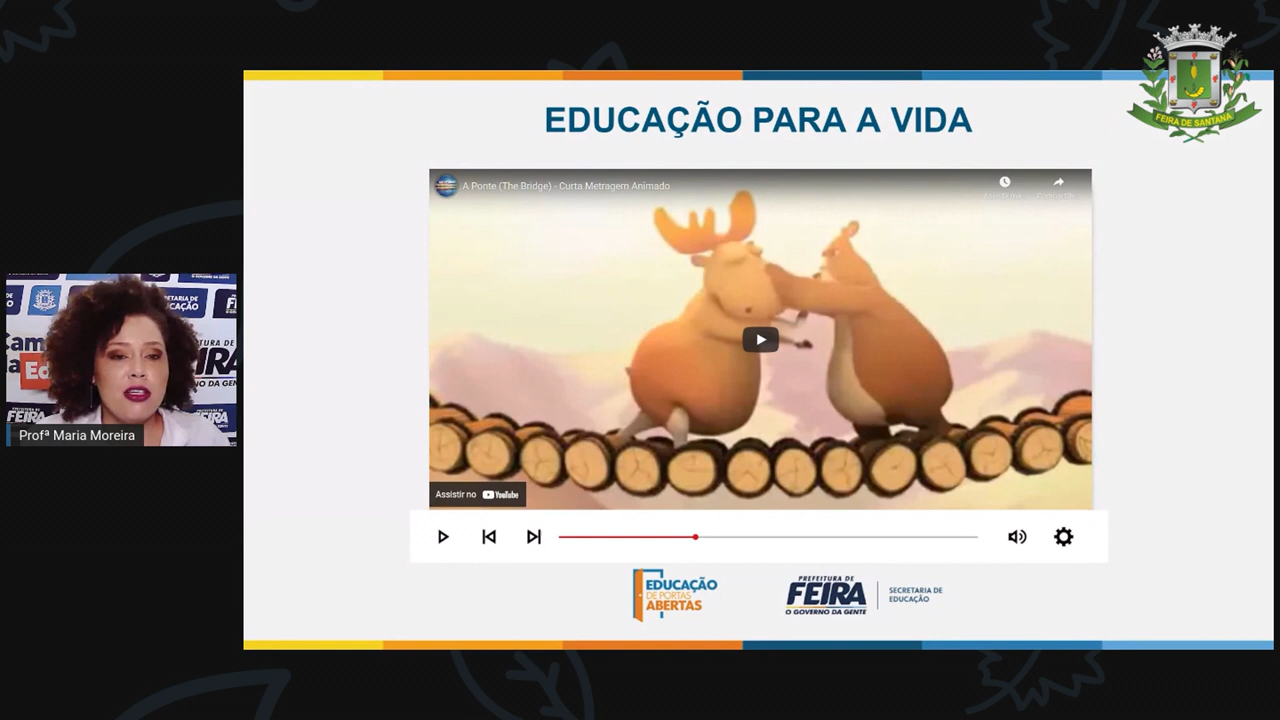 FEIRA DE SANTANA
EDUCAÇÃO PARA A VIDA
A Ponte (The Bridge) - Curta Metragem Animado
Assistir no YouTube
Profª Maria Moreira
EDUCAÇÃO
DE PORTAS
ABERTAS
PREFEITURA DE
FEIRA
O GOVERNO DA GENTE
SECRETARIA DE
EDUCAÇÃO